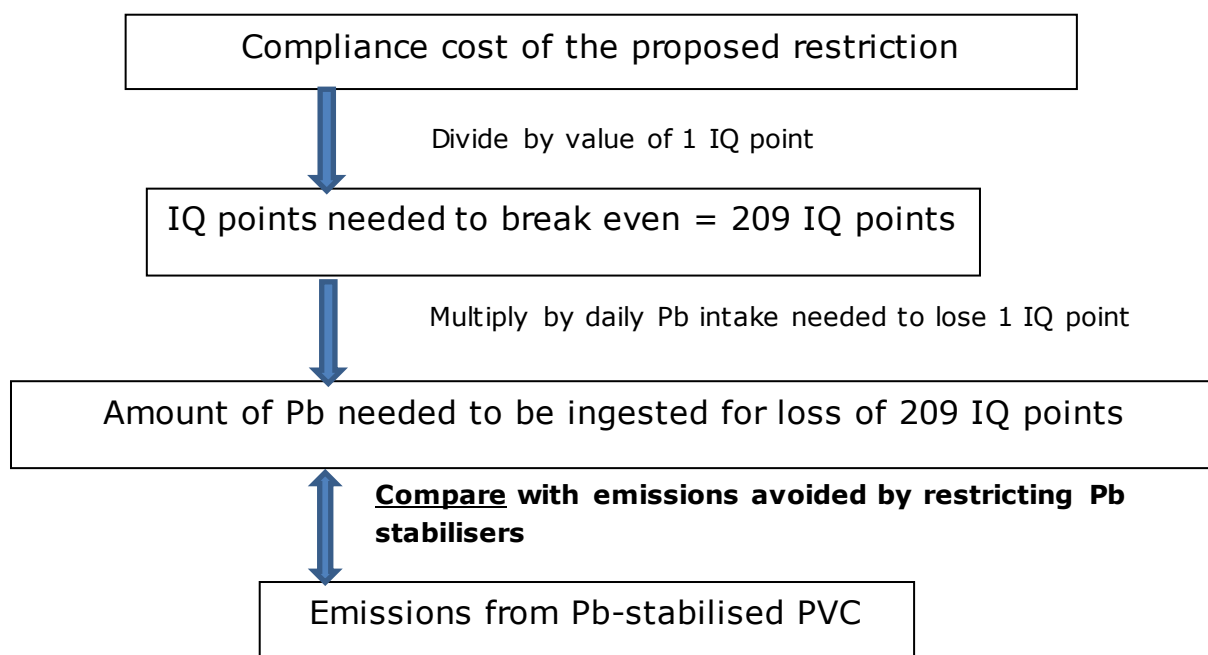 Compliance cost of the proposed restriction
Divide by value of 1 IQ point
IQ points needed to break even = 209 IQ points
Multiply by daily Pb intake needed to lose 1 IQ point
Amount of Pb needed to be ingested for loss of 209 IQ points
Compare with emissions avoided by restricting Pb
stabilisers
Emissions from Pb-stabilised PVC